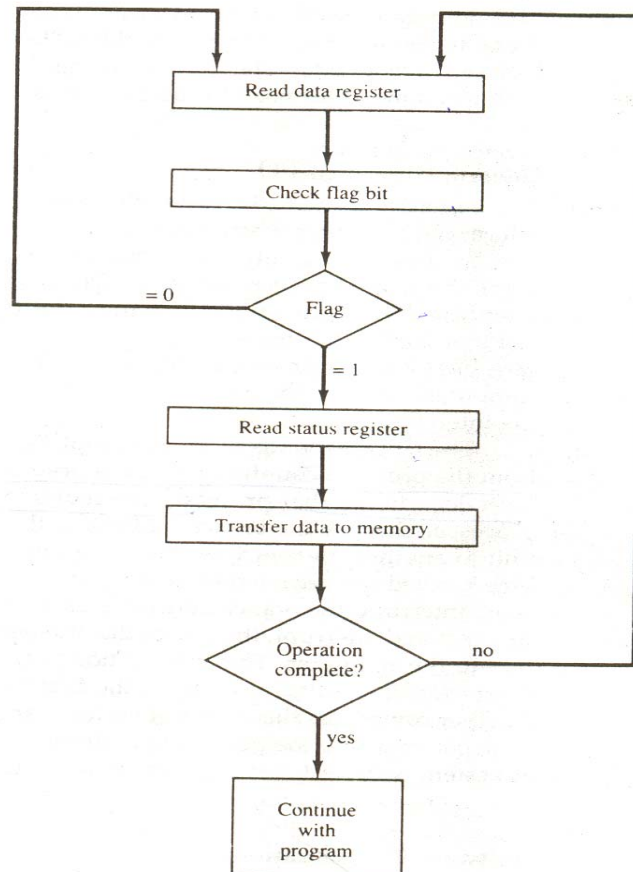 Read data register
Check flag bit
= 0
Flag
= 1
Read status register
Transfer data to memory
Operation
complete?
no
yes
Continue
with
program